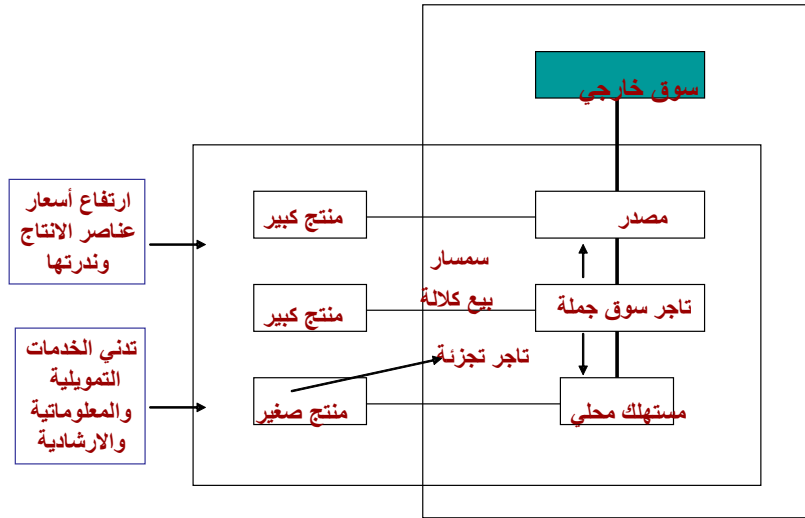 سوق خارجي
ارتفاع أسعار
عناصر الانتاج
وندرتها
منتج كبير
مصدر
سمسار
بيع كلالة
منتج كبير
تاجر سوق جملة
تاجر تجزئة
تدني الخدمات
التمويلية
والمعلوماتية
والارشادية
منتج صغير
مستهلك محلي